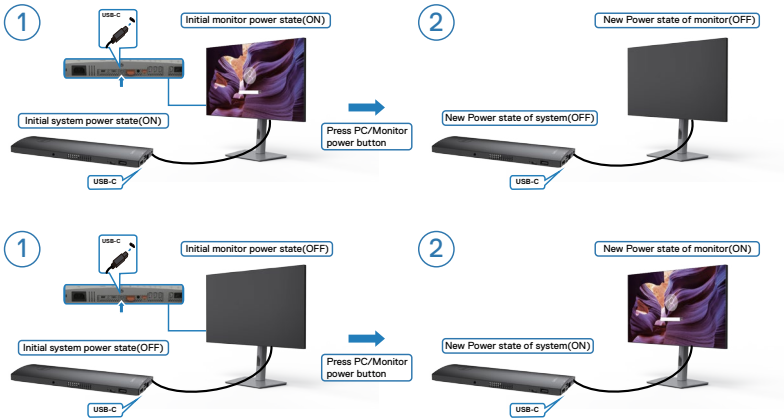 1
USB-C
Initial monitor power state(ON)
2
New Power state of monitor(OFF)
Initial system power state(ON)
Press PC/Monitor
power button
New Power state of system(OFF)
USB-C
USB-C
1
USB-C
Initial monitor power state(OFF)
2
New Power state of monitor(ON)
Initial system power state(OFF)
Press PC/Monitor
power button
New Power state of system(ON)
USB-C
USB-C